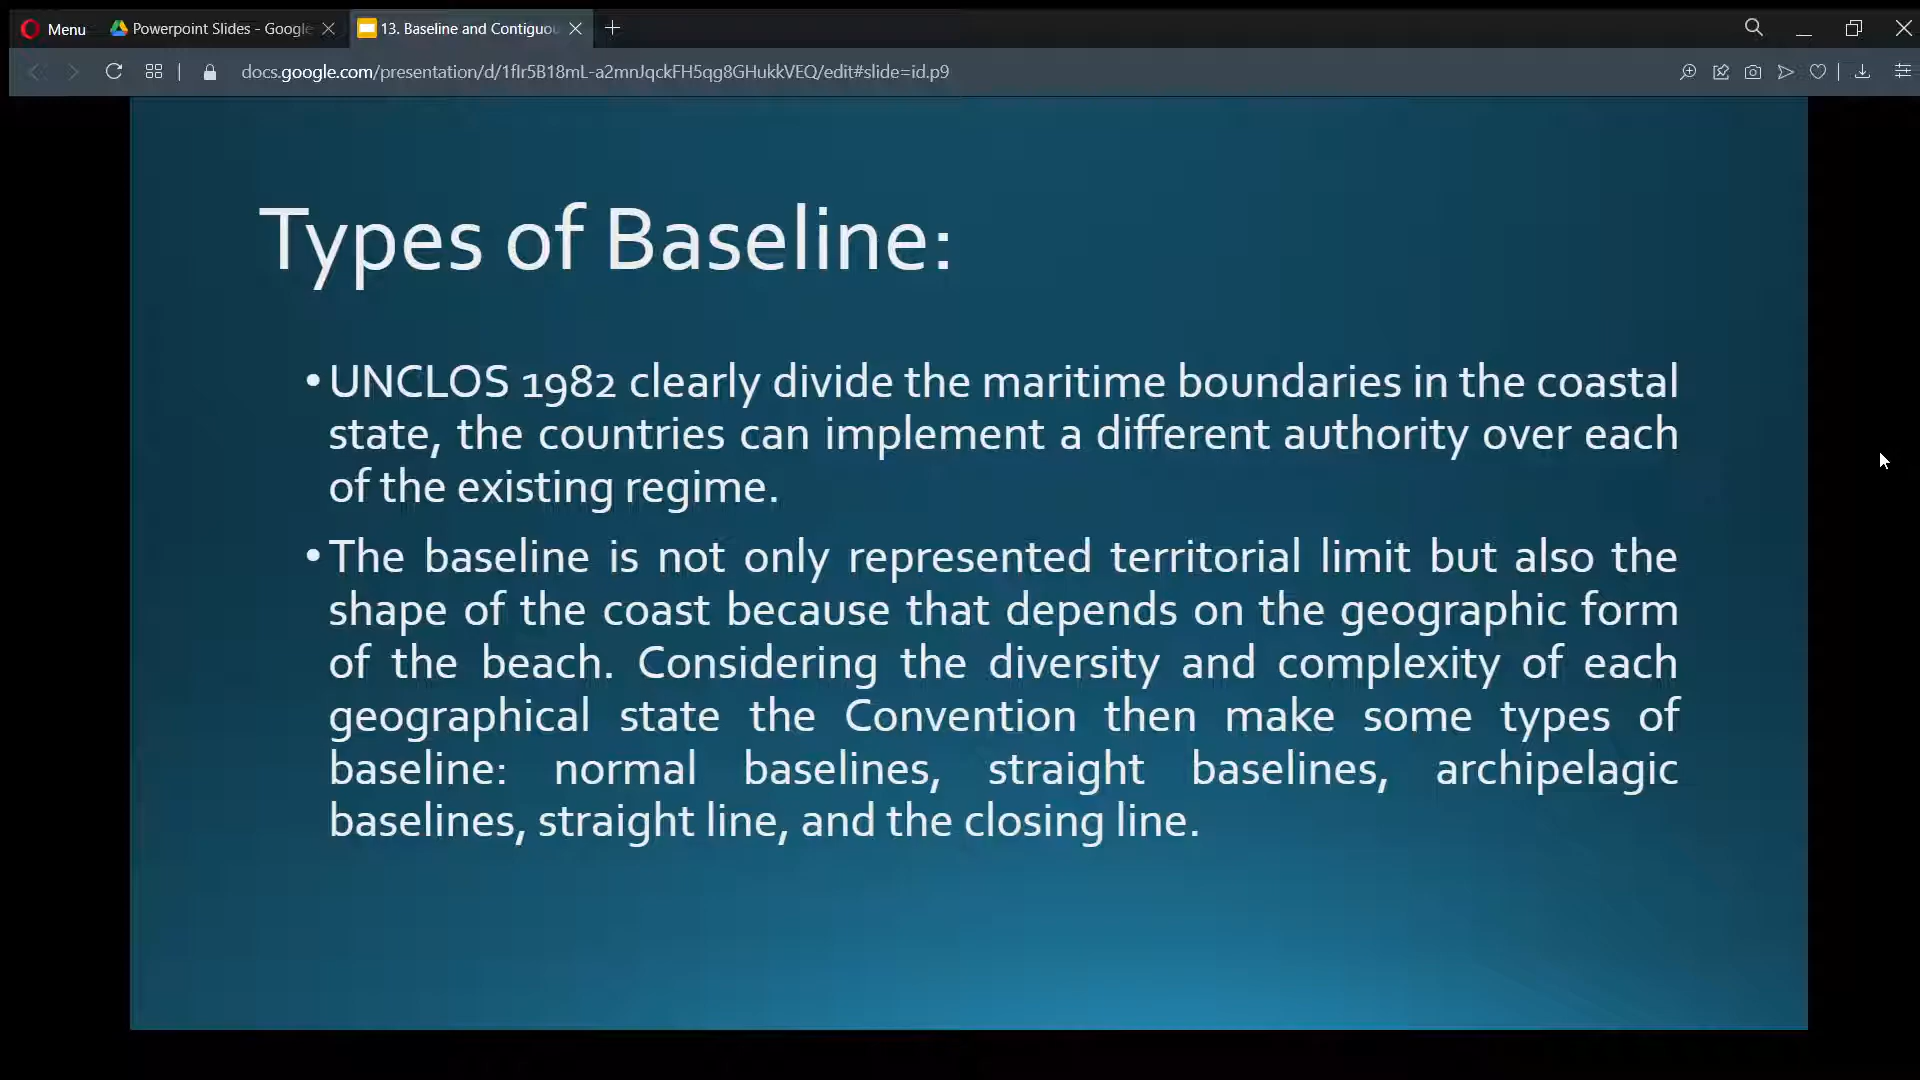 Menu
Powerpoint Slides - Google
13. Baseline and Contiguou
docs.google.com/presentation/d/1flr5B18mL-a2mnJqckFH5qg8GHukkVEQ/edit#slide=id.p9
Types of Baseline:
• UNCLOS 1982 clearly divide the maritime boundaries in the coastal
state, the countries can implement a different authority over each
of the existing regime.
• The baseline is not only represented territorial limit but also the
shape of the coast because that depends on the geographic form
of the beach. Considering the diversity and complexity of each
geographical state the Convention then make some types of
baseline: normal baselines, straight baselines, archipelagic
baselines, straight line, and the closing line.